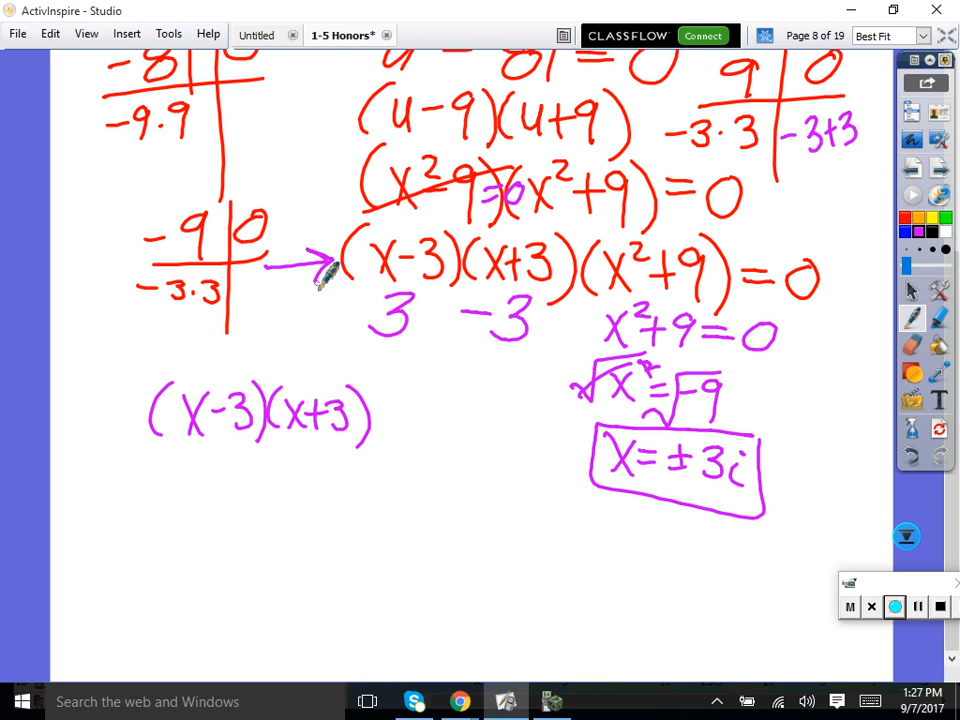 ActivInspire - Studio
File Edit View Insert Tools Help Untitled 1-5 Honors* CLASSFLOW Connect Page 8 of 19 Best Fit
-81 0
-9·9
u - 81 = 0
(u-9)(u+9)
9 0
-3·3 -3+3
(x²-9)=0(x²+9)=0
-9 0
-3·3
(x-3)(x+3)(x²+9)=0
3 -3
x²+9=0
√x²=√-9
x=±3i
(x-3)(x+3)
T
M
Search the web and Windows
1:27 PM
9/7/2017